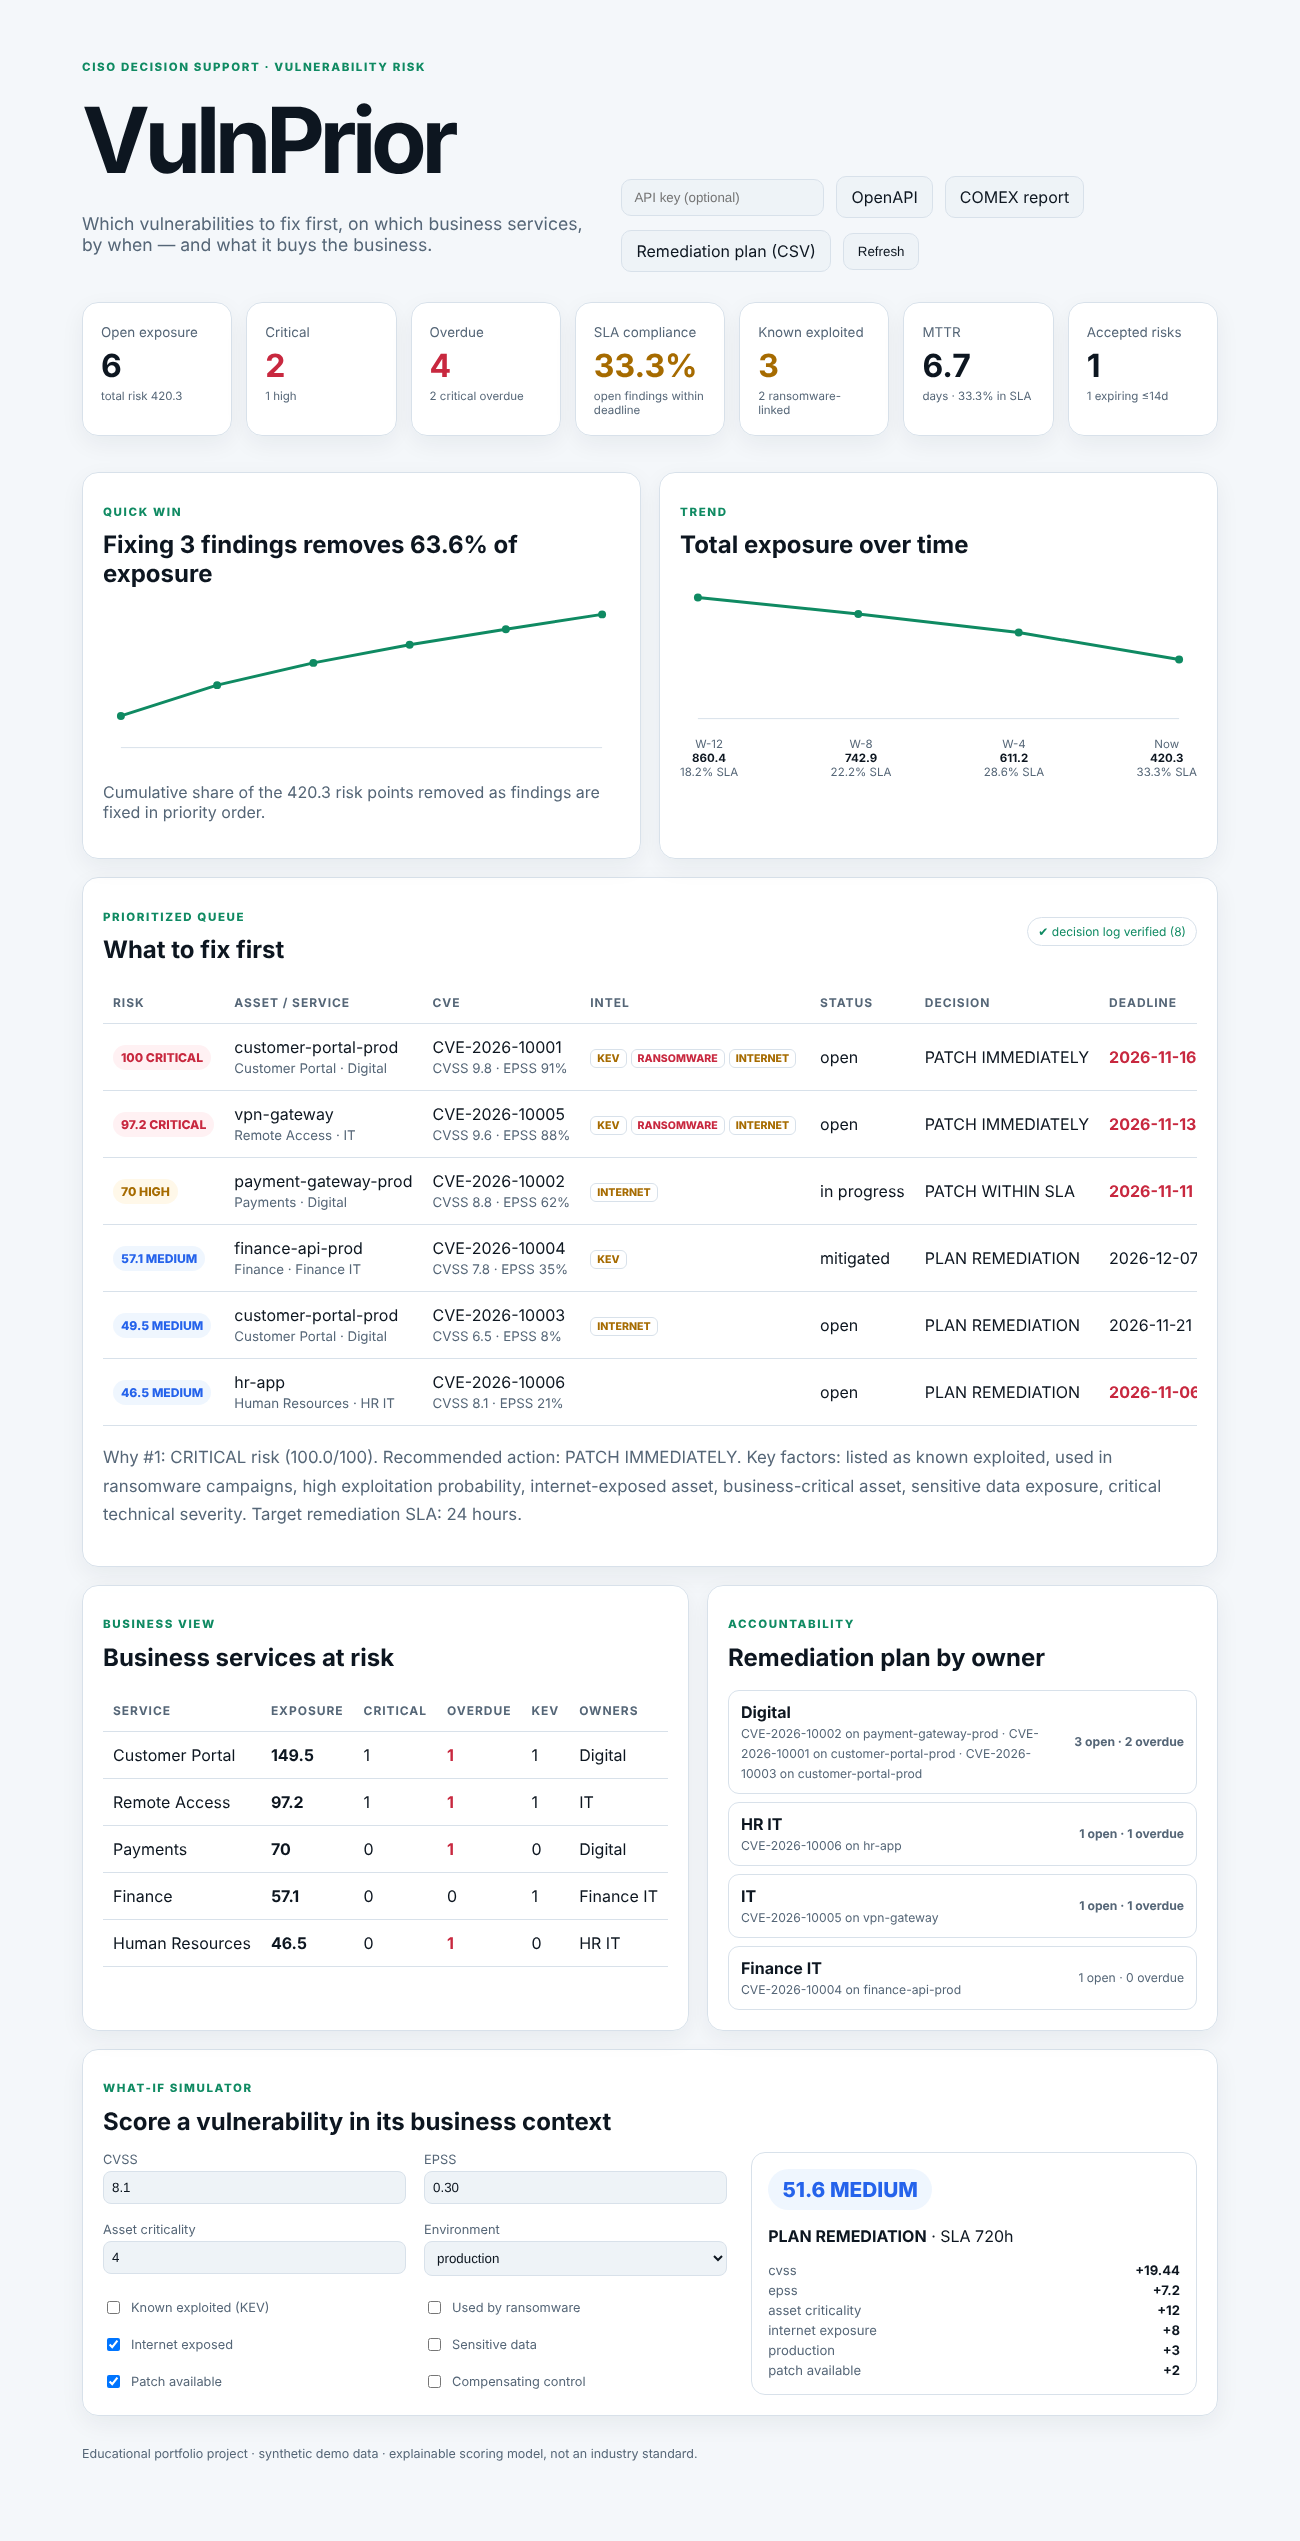 CISO DECISION SUPPORT · VULNERABILITY RISK
VulnPrior
Which vulnerabilities to fix first, on which business services,
by when — and what it buys the business.
API key (optional)
OpenAPI
COMEX report
Remediation plan (CSV)
Refresh
Open exposure
6
total risk 420.3
Critical
2
1 high
Overdue
4
2 critical overdue
SLA compliance
33.3%
open findings within
deadline
Known exploited
3
2 ransomware-
linked
MTTR
6.7
days · 33.3% in SLA
Accepted risks
1
1 expiring ≤14d
QUICK WIN
Fixing 3 findings removes 63.6% of
exposure
Cumulative share of the 420.3 risk points removed as findings are
fixed in priority order.
TREND
Total exposure over time
W-12 W-8 W-4 Now
860.4 742.9 611.2 420.3
18.2% SLA 22.2% SLA 28.6% SLA 33.3% SLA
PRIORITIZED QUEUE
What to fix first
✔ decision log verified (8)
RISK ASSET / SERVICE CVE INTEL STATUS DECISION DEADLINE
100 CRITICAL customer-portal-prod CVE-2026-10001 KEV RANSOMWARE INTERNET open PATCH IMMEDIATELY 2026-11-16
Customer Portal · Digital CVSS 9.8 · EPSS 91%
97.2 CRITICAL vpn-gateway CVE-2026-10005 KEV RANSOMWARE INTERNET open PATCH IMMEDIATELY 2026-11-13
Remote Access · IT CVSS 9.6 · EPSS 88%
70 HIGH payment-gateway-prod CVE-2026-10002 INTERNET in progress PATCH WITHIN SLA 2026-11-11
Payments · Digital CVSS 8.8 · EPSS 62%
57.1 MEDIUM finance-api-prod CVE-2026-10004 KEV mitigated PLAN REMEDIATION 2026-12-07
Finance · Finance IT CVSS 7.8 · EPSS 35%
49.5 MEDIUM customer-portal-prod CVE-2026-10003 INTERNET open PLAN REMEDIATION 2026-11-21
Customer Portal · Digital CVSS 6.5 · EPSS 8%
46.5 MEDIUM hr-app CVE-2026-10006 open PLAN REMEDIATION 2026-11-06
Human Resources · HR IT CVSS 8.1 · EPSS 21%
Why #1: CRITICAL risk (100.0/100). Recommended action: PATCH IMMEDIATELY. Key factors: listed as known exploited, used in
ransomware campaigns, high exploitation probability, internet-exposed asset, business-critical asset, sensitive data exposure, critical
technical severity. Target remediation SLA: 24 hours.
BUSINESS VIEW
Business services at risk
SERVICE EXPOSURE CRITICAL OVERDUE KEV OWNERS
Customer Portal 149.5 1 1 1 Digital
Remote Access 97.2 1 1 1 IT
Payments 70 0 1 0 Digital
Finance 57.1 0 0 1 Finance IT
Human Resources 46.5 0 1 0 HR IT
ACCOUNTABILITY
Remediation plan by owner
Digital
CVE-2026-10002 on payment-gateway-prod · CVE-
2026-10001 on customer-portal-prod · CVE-2026-
10003 on customer-portal-prod
3 open · 2 overdue
HR IT
CVE-2026-10006 on hr-app
1 open · 1 overdue
IT
CVE-2026-10005 on vpn-gateway
1 open · 1 overdue
Finance IT
CVE-2026-10004 on finance-api-prod
1 open · 0 overdue
WHAT-IF SIMULATOR
Score a vulnerability in its business context
CVSS
8.1
EPSS
0.30
Asset criticality
4
Environment
production
Known exploited (KEV)
Used by ransomware
Internet exposed
Sensitive data
Patch available
Compensating control
51.6 MEDIUM
PLAN REMEDIATION · SLA 720h
cvss +19.44
epss +7.2
asset criticality +12
internet exposure +8
production +3
patch available +2
Educational portfolio project · synthetic demo data · explainable scoring model, not an industry standard.